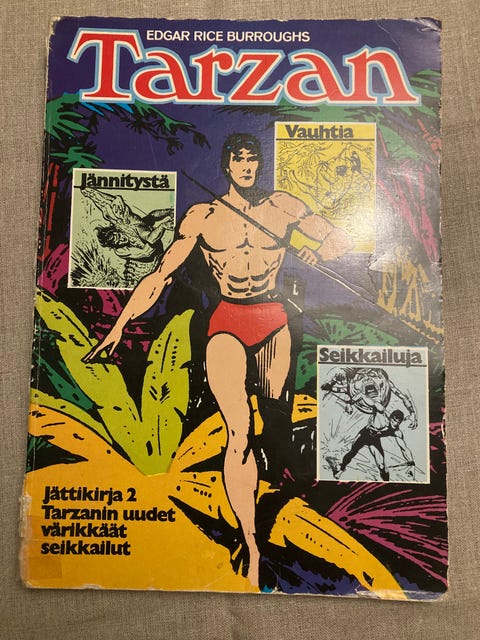 EDGAR RICE BURROUGHS
Tarzan
Vauhtia
Jännitystä
Seikkailuja
Jättikirja 2
Tarzanin uudet
värikkäät
seikkailut